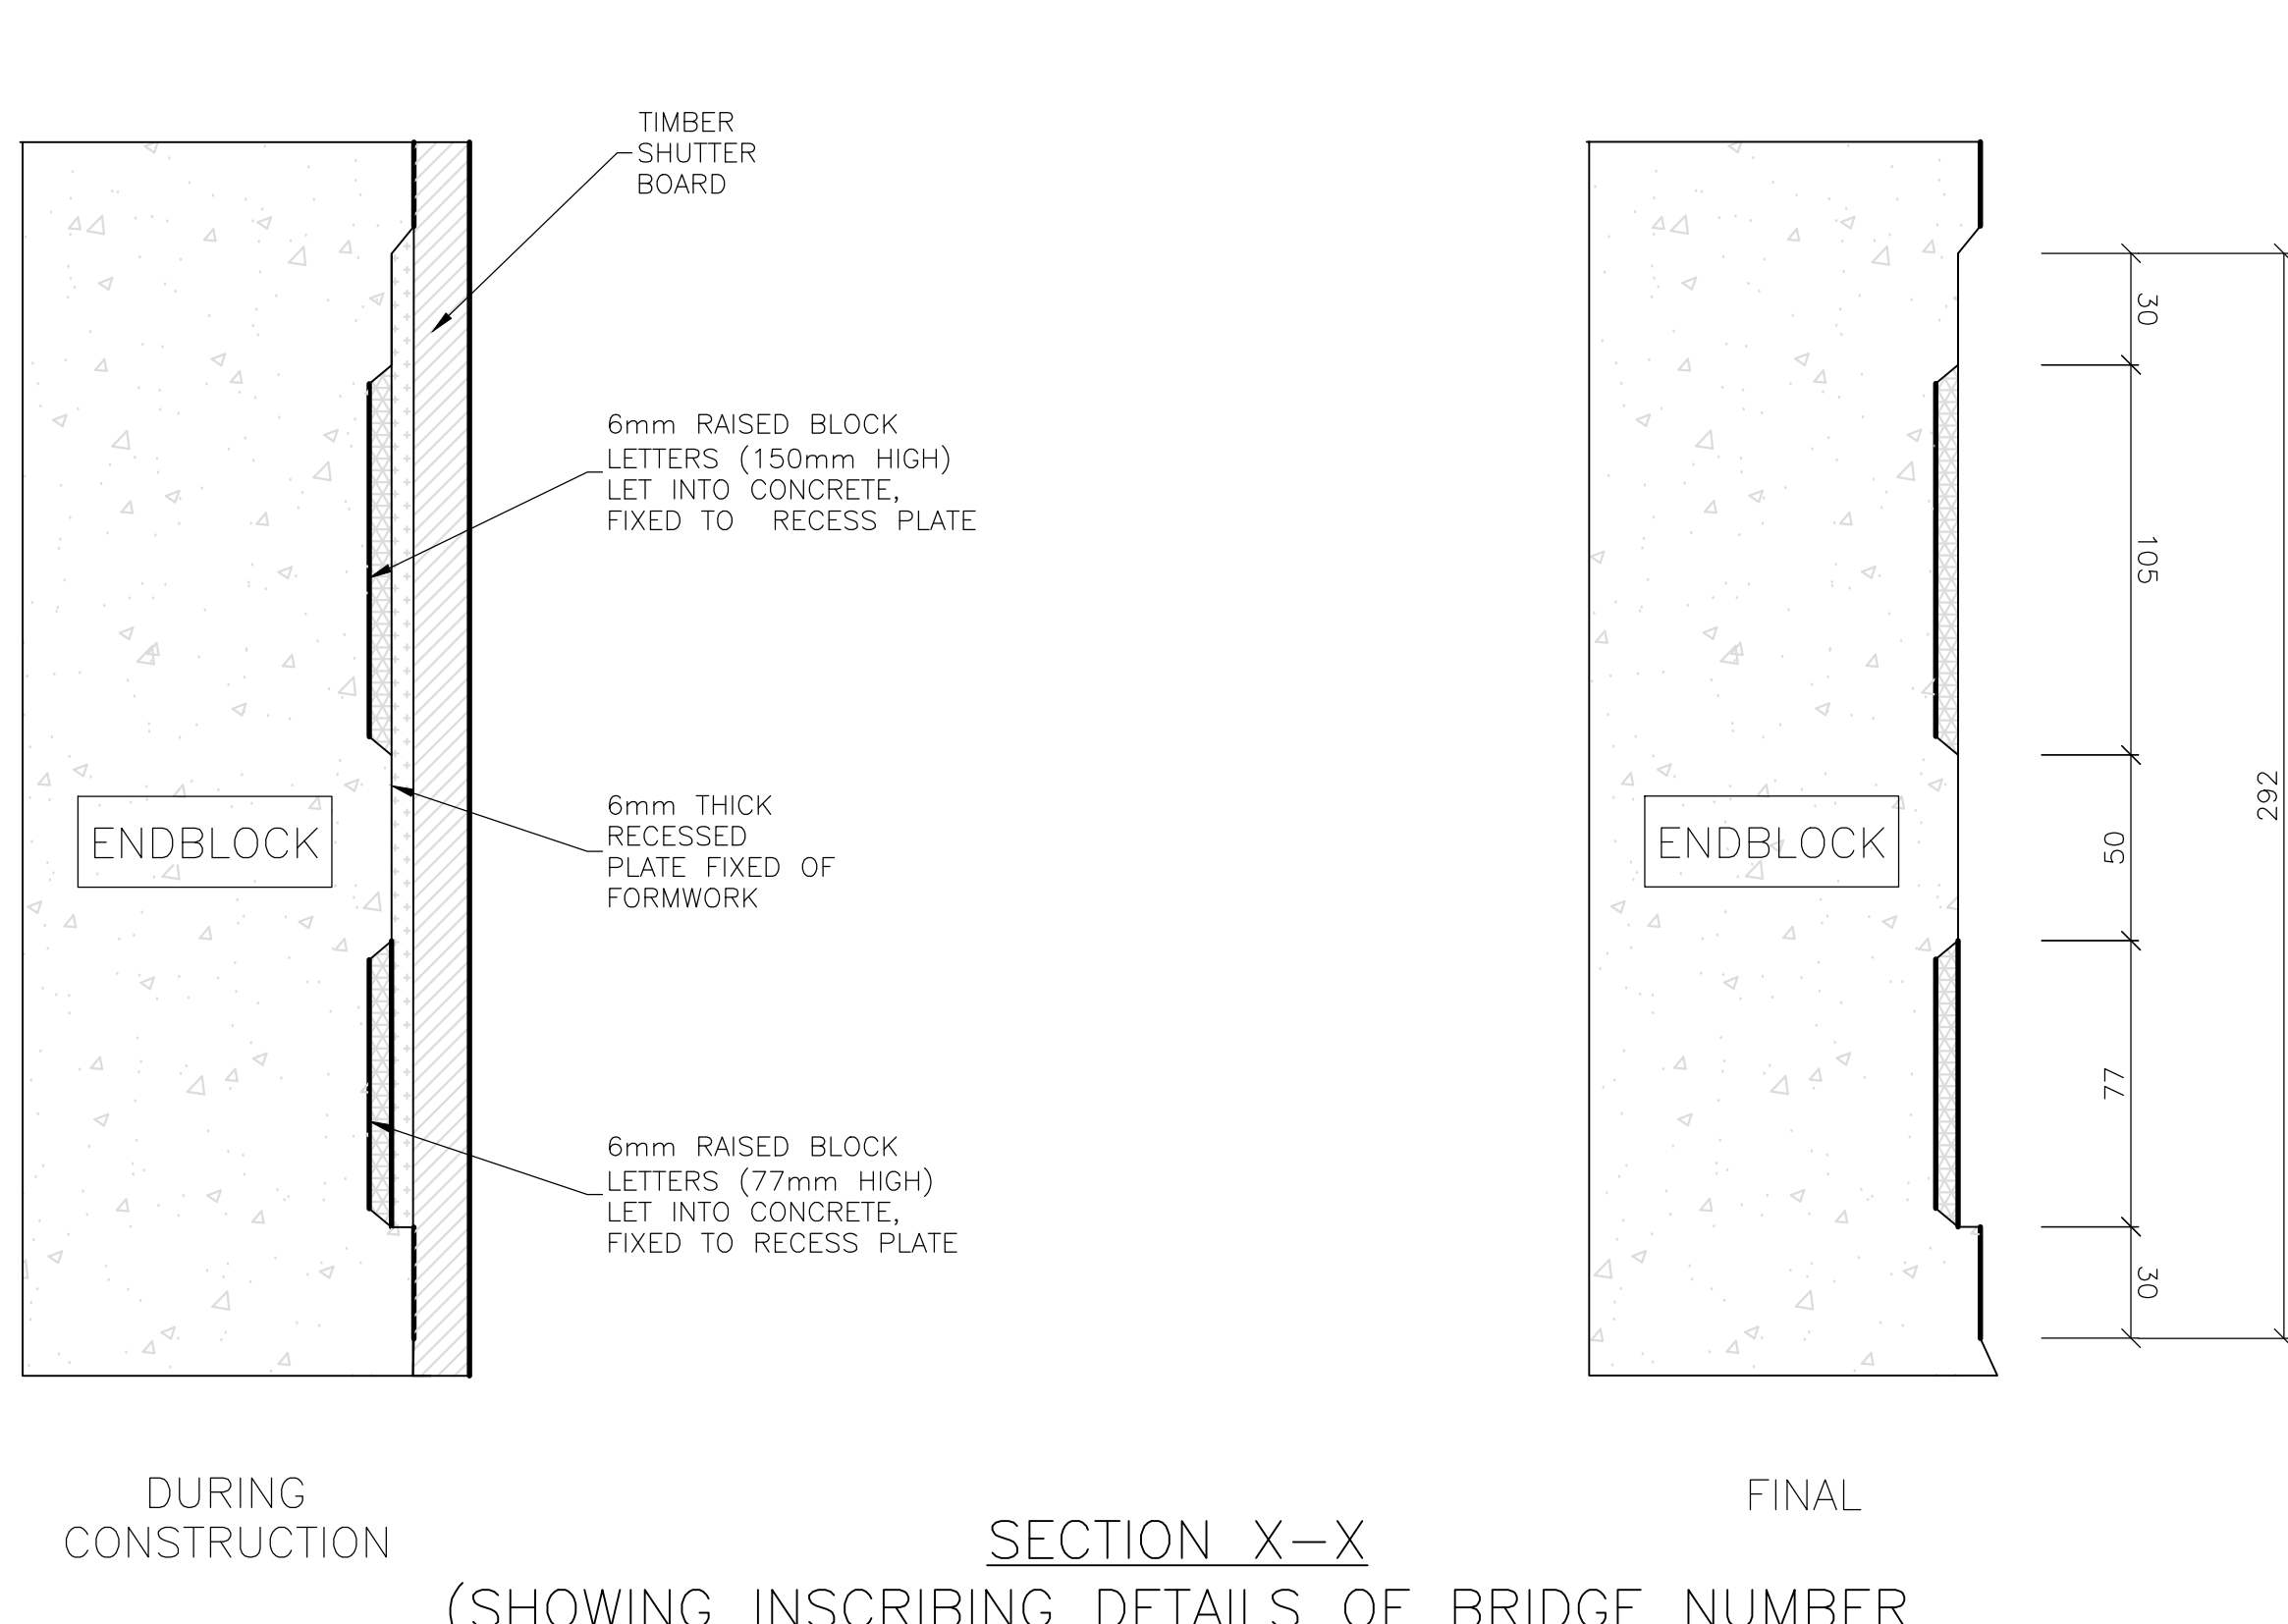 TIMBER
SHUTTER
BOARD
6mm RAISED BLOCK
LETTERS (150mm HIGH)
LET INTO CONCRETE,
FIXED TO RECESS PLATE
ENDBLOCK
6mm THICK
RECESSED
PLATE FIXED OF
FORMWORK
6mm RAISED BLOCK
LETTERS (77mm HIGH)
LET INTO CONCRETE,
FIXED TO RECESS PLATE
DURING
CONSTRUCTION
ENDBLOCK
30
105
50
77
30
292
FINAL
SECTION X-X
(SHOWING INSCRIBING DETAILS OF BRIDGE NUMBER